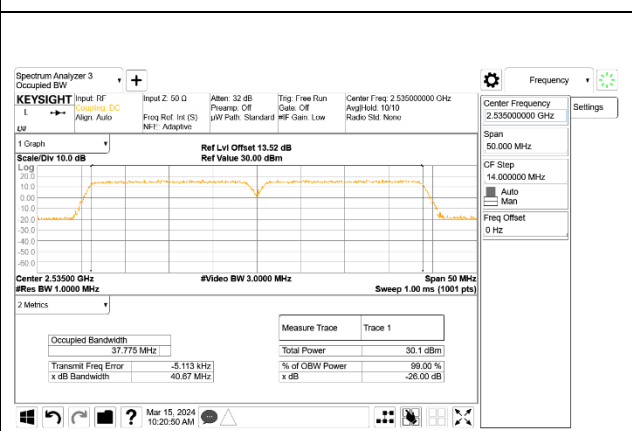 Spectrum Analyzer 3
Occupied BW
Frequency
KEYSIGHT
Input: RF
Coupling: DC
Align: Auto
Input Z: 50 Ω
Freq Ref: Int (S)
NFE: Adaptive
Atten: 32 dB
Preamp: Off
µW Path: Standard
Trig: Free Run
Gate: Off
#IF Gain: Low
Center Freq: 2.535000000 GHz
Avg|Hold: 10/10
Radio Std: None
L
Center Frequency
2.535000000 GHz
Settings
Span
50.000 MHz
CF Step
14.000000 MHz
Auto
Man
Freq Offset
0 Hz
1 Graph
Scale/Div 10.0 dB
Ref Lvl Offset 13.52 dB
Ref Value 30.00 dBm
Log
20.0
10.0
0.00
-10.0
-20.0
-30.0
-40.0
-50.0
-60.0
Center 2.53500 GHz
#Res BW 1.0000 MHz
#Video BW 3.0000 MHz
Span 50 MHz
Sweep 1.00 ms (1001 pts)
2 Metrics
Measure Trace Trace 1
Occupied Bandwidth
37.775 MHz
Total Power 30.1 dBm
Transmit Freq Error -5.113 kHz
% of OBW Power 99.00 %
x dB Bandwidth 40.67 MHz
x dB -26.00 dB
?
Mar 15, 2024
10:20:50 AM